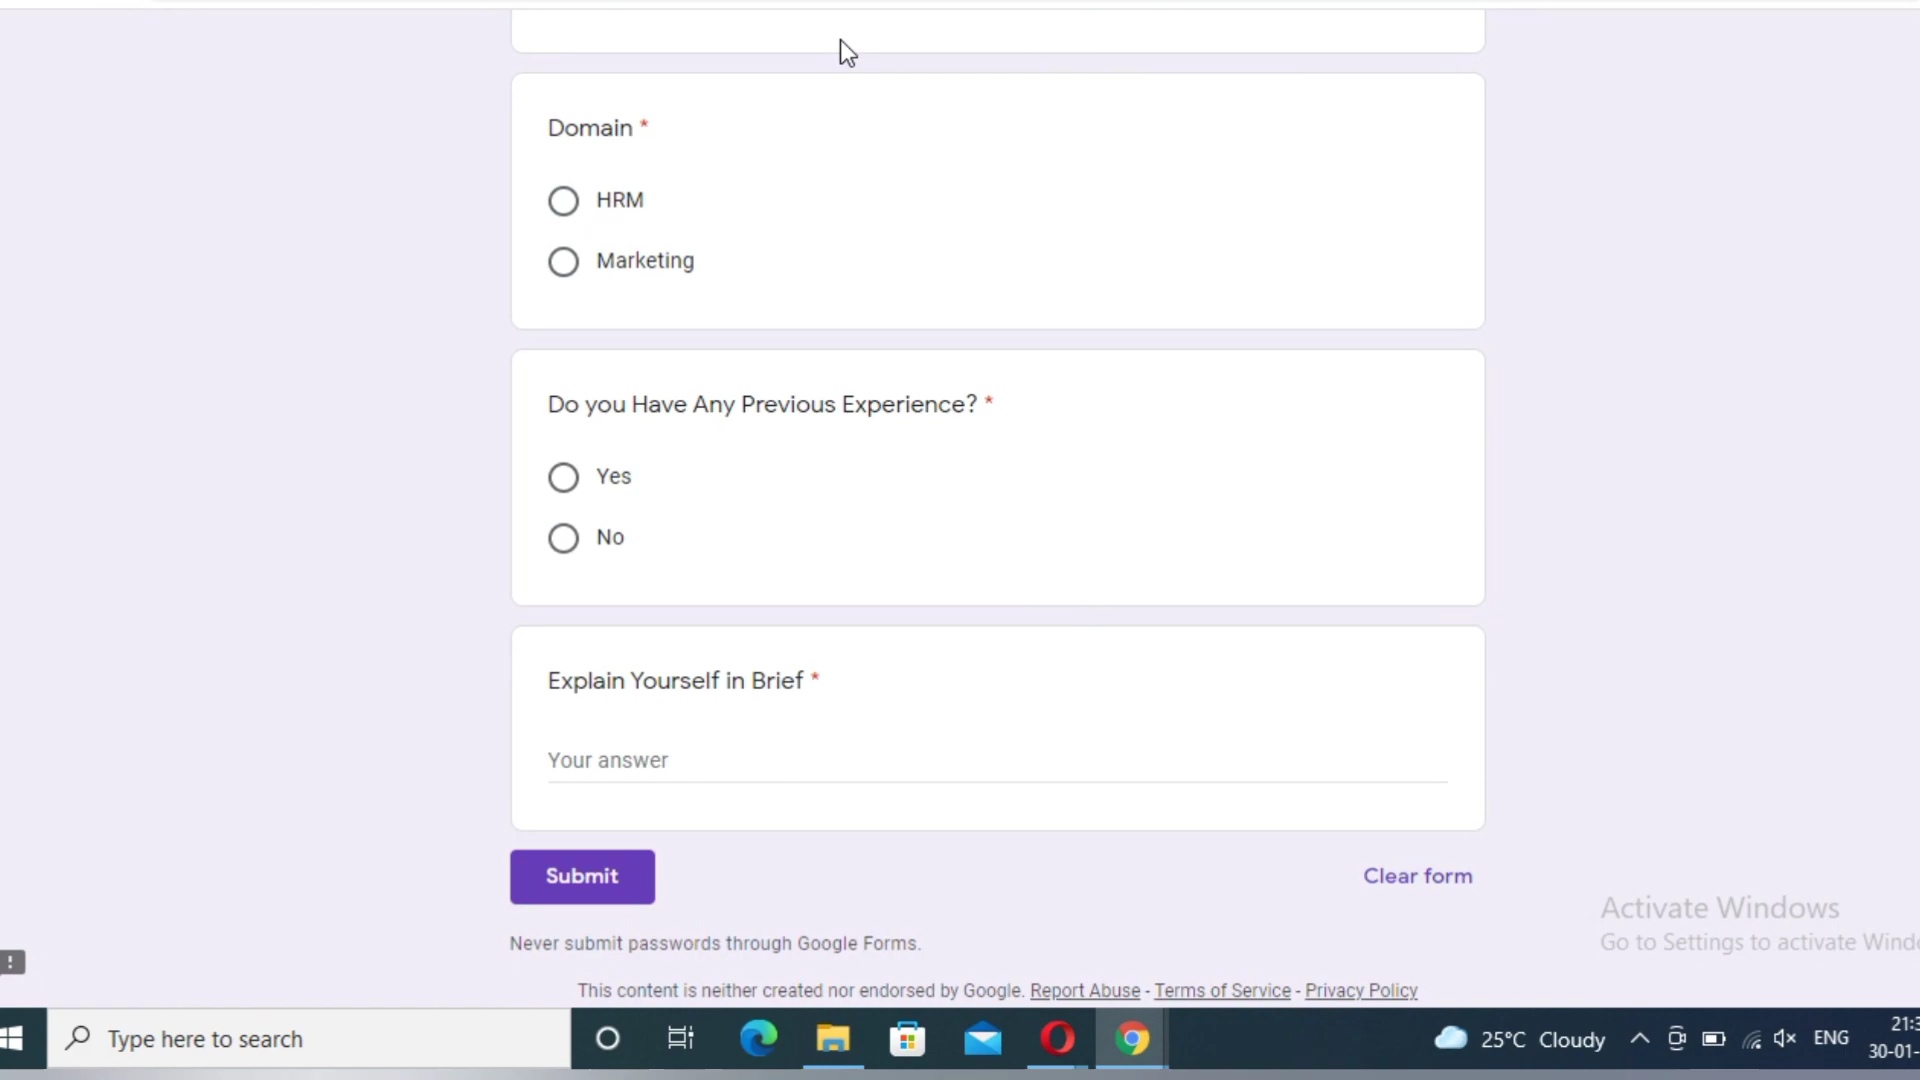 Domain *
HRM
Marketing
Do you Have Any Previous Experience? *
Yes
No
Explain Yourself in Brief *
Your answer
Submit
Clear form
Activate Windows
Go to Settings to activate
Never submit passwords through Google Forms.
This content is neither created nor endorsed by Google. Report Abuse - Terms of Service - Privacy Policy
Type here to search
25°C Cloudy
ENG
30-01-